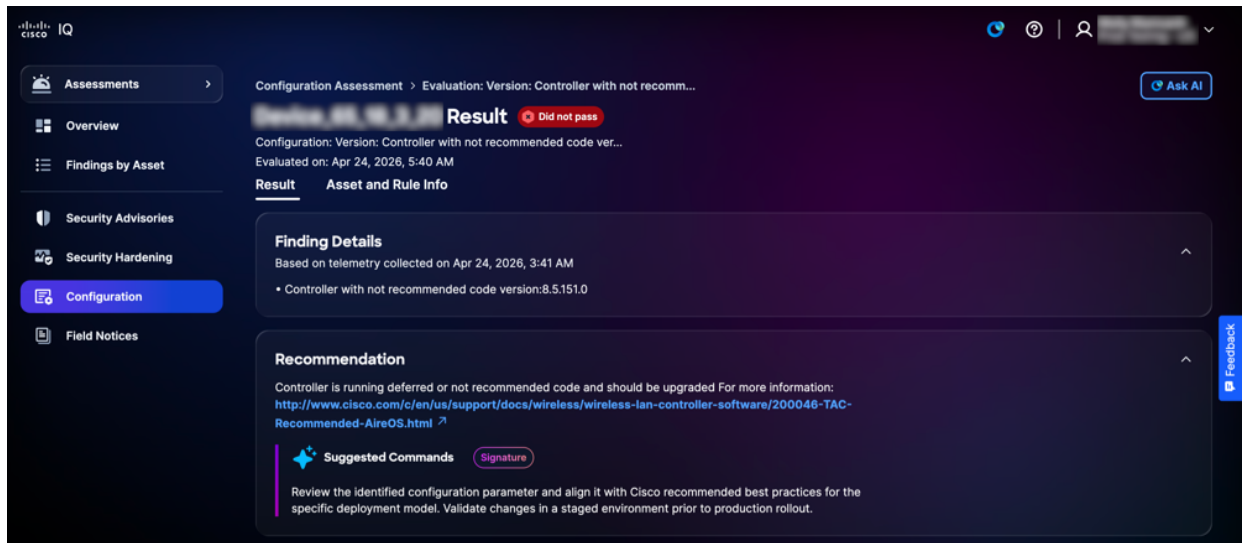 cisco IQ
Assessments
Overview
Findings by Asset
Security Advisories
Security Hardening
Configuration
Field Notices
Configuration Assessment > Evaluation: Version: Controller with not recomm...
Ask AI
Result Did not pass
Configuration: Version: Controller with not recommended code ver...
Evaluated on: Apr 24, 2026, 5:40 AM
Result Asset and Rule Info
Finding Details
Based on telemetry collected on Apr 24, 2026, 3:41 AM
• Controller with not recommended code version:8.5.151.0
Recommendation
Controller is running deferred or not recommended code and should be upgraded For more information:
http://www.cisco.com/c/en/us/support/docs/wireless/wireless-lan-controller-software/200046-TAC-
Recommended-AireOS.html
Suggested Commands Signature
Review the identified configuration parameter and align it with Cisco recommended best practices for the
specific deployment model. Validate changes in a staged environment prior to production rollout.
Feedback